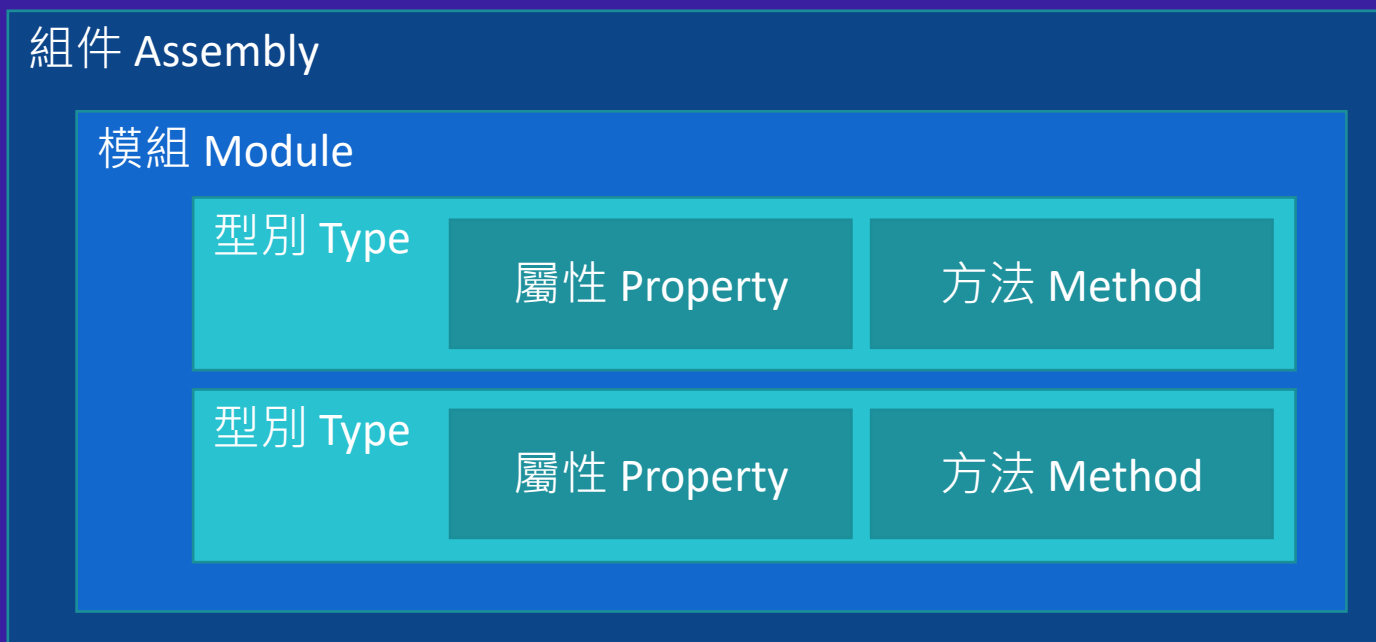 組件 Assembly
模組 Module
型別 Type
屬性 Property
方法 Method
型別 Type
屬性 Property
方法 Method